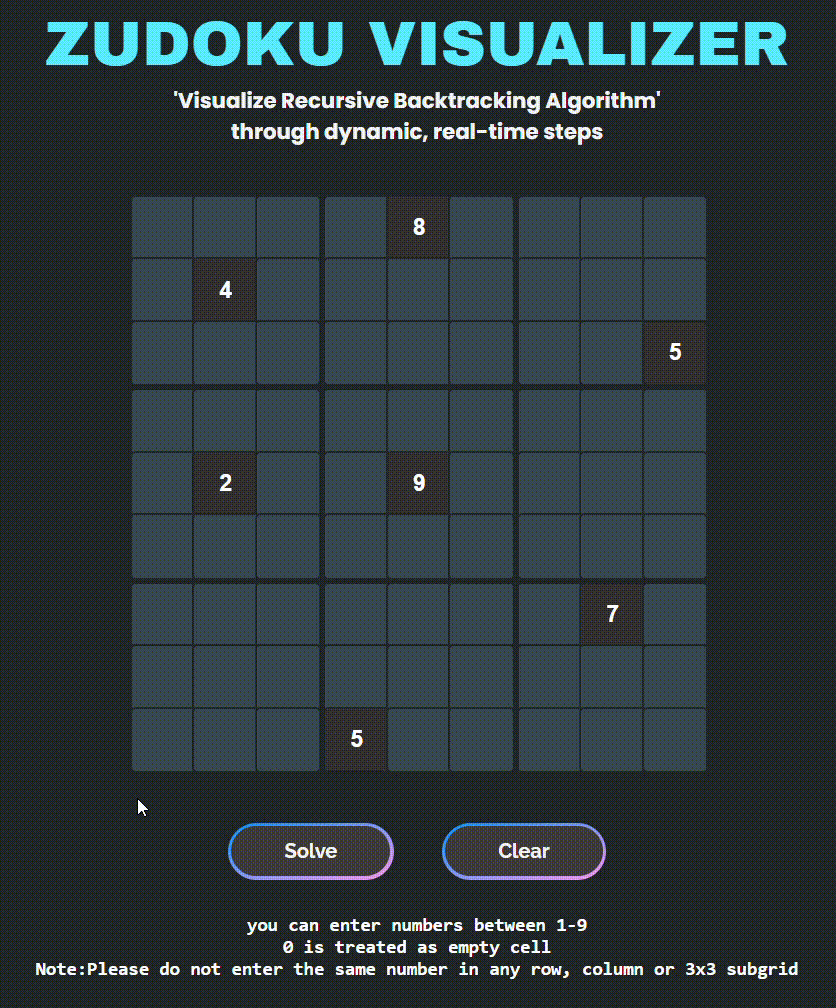 ZUDOKU VISUALIZER
'Visualize Recursive Backtracking Algorithm'
through dynamic, real-time steps
8
4
5
2 9
7
5
Solve Clear
you can enter numbers between 1-9
0 is treated as empty cell
Note:Please do not enter the same number in any row, column or 3x3 subgrid